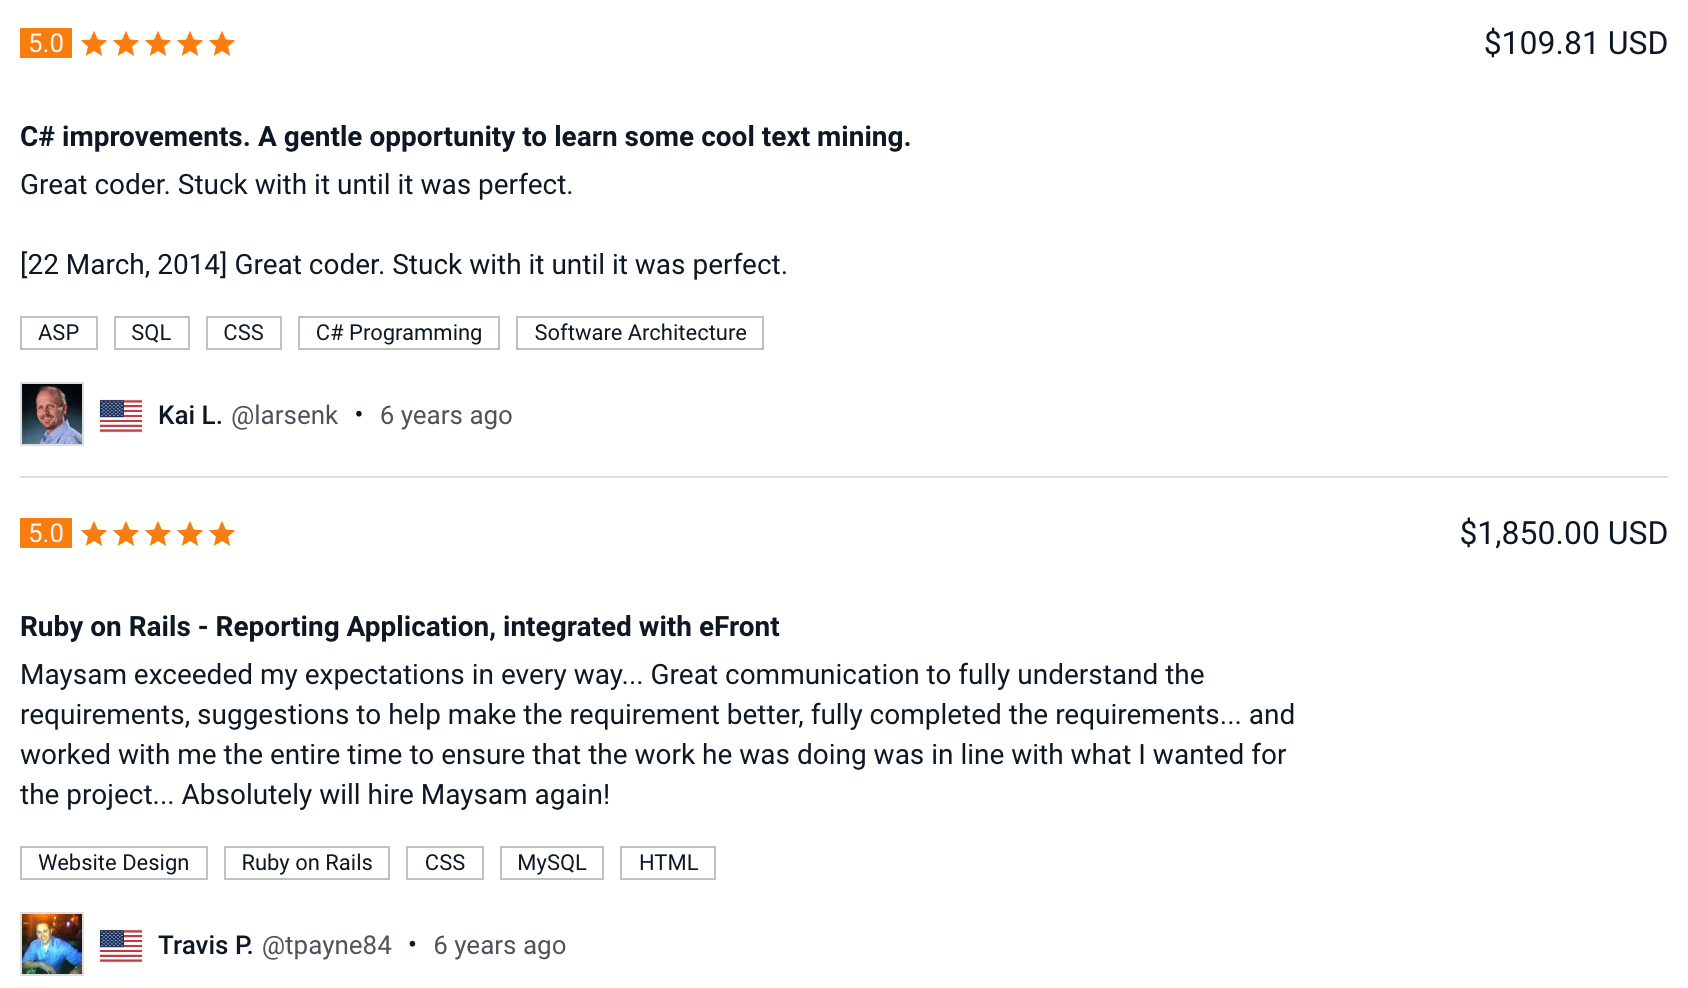 5.0
$109.81 USD
C# improvements. A gentle opportunity to learn some cool text mining.
Great coder. Stuck with it until it was perfect.
[22 March, 2014] Great coder. Stuck with it until it was perfect.
ASP SQL CSS C# Programming Software Architecture
Kai L. @larsenk • 6 years ago
5.0
$1,850.00 USD
Ruby on Rails - Reporting Application, integrated with eFront
Maysam exceeded my expectations in every way... Great communication to fully understand the
requirements, suggestions to help make the requirement better, fully completed the requirements... and
worked with me the entire time to ensure that the work he was doing was in line with what I wanted for
the project... Absolutely will hire Maysam again!
Website Design Ruby on Rails CSS MySQL HTML
Travis P. @tpayne84 • 6 years ago